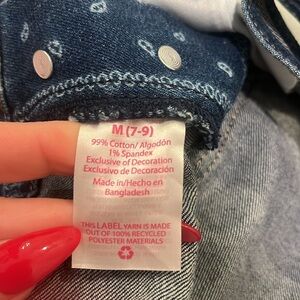 M (7-9)
99% Cotton/ Algodón
1% Spandex
Exclusive of Decoration
Exclusivo de Decoración
Made in/Hecho en
Bangladesh
THIS LABEL YARN IS MADE
OUT OF 100% RECYCLED
POLYESTER MATERIALS